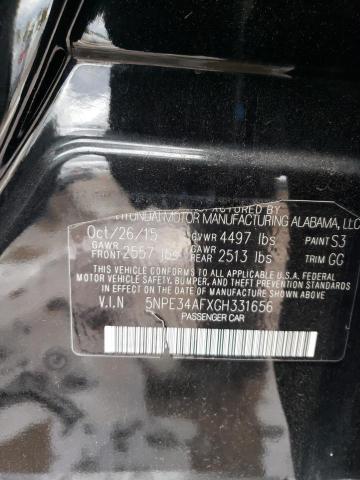 HYUNDAI MOTOR MANUFACTURING ALABAMA, LLC
Oct/26/15 GVWR 4497 lbs PAINT S3
GAWR FRONT 2557 lbs GAWR REAR 2513 lbs TRIM GG
THIS VEHICLE CONFORMS TO ALL APPLICABLE U.S.A. FEDERAL
MOTOR VEHICLE SAFETY, BUMPER, AND THEFT PREVENTION
STANDARDS IN EFFECT ON THE DATE OF MANUFACTURE SHOWN ABOVE.
V.I.N 5NPE34AFXGH331656
PASSENGER CAR